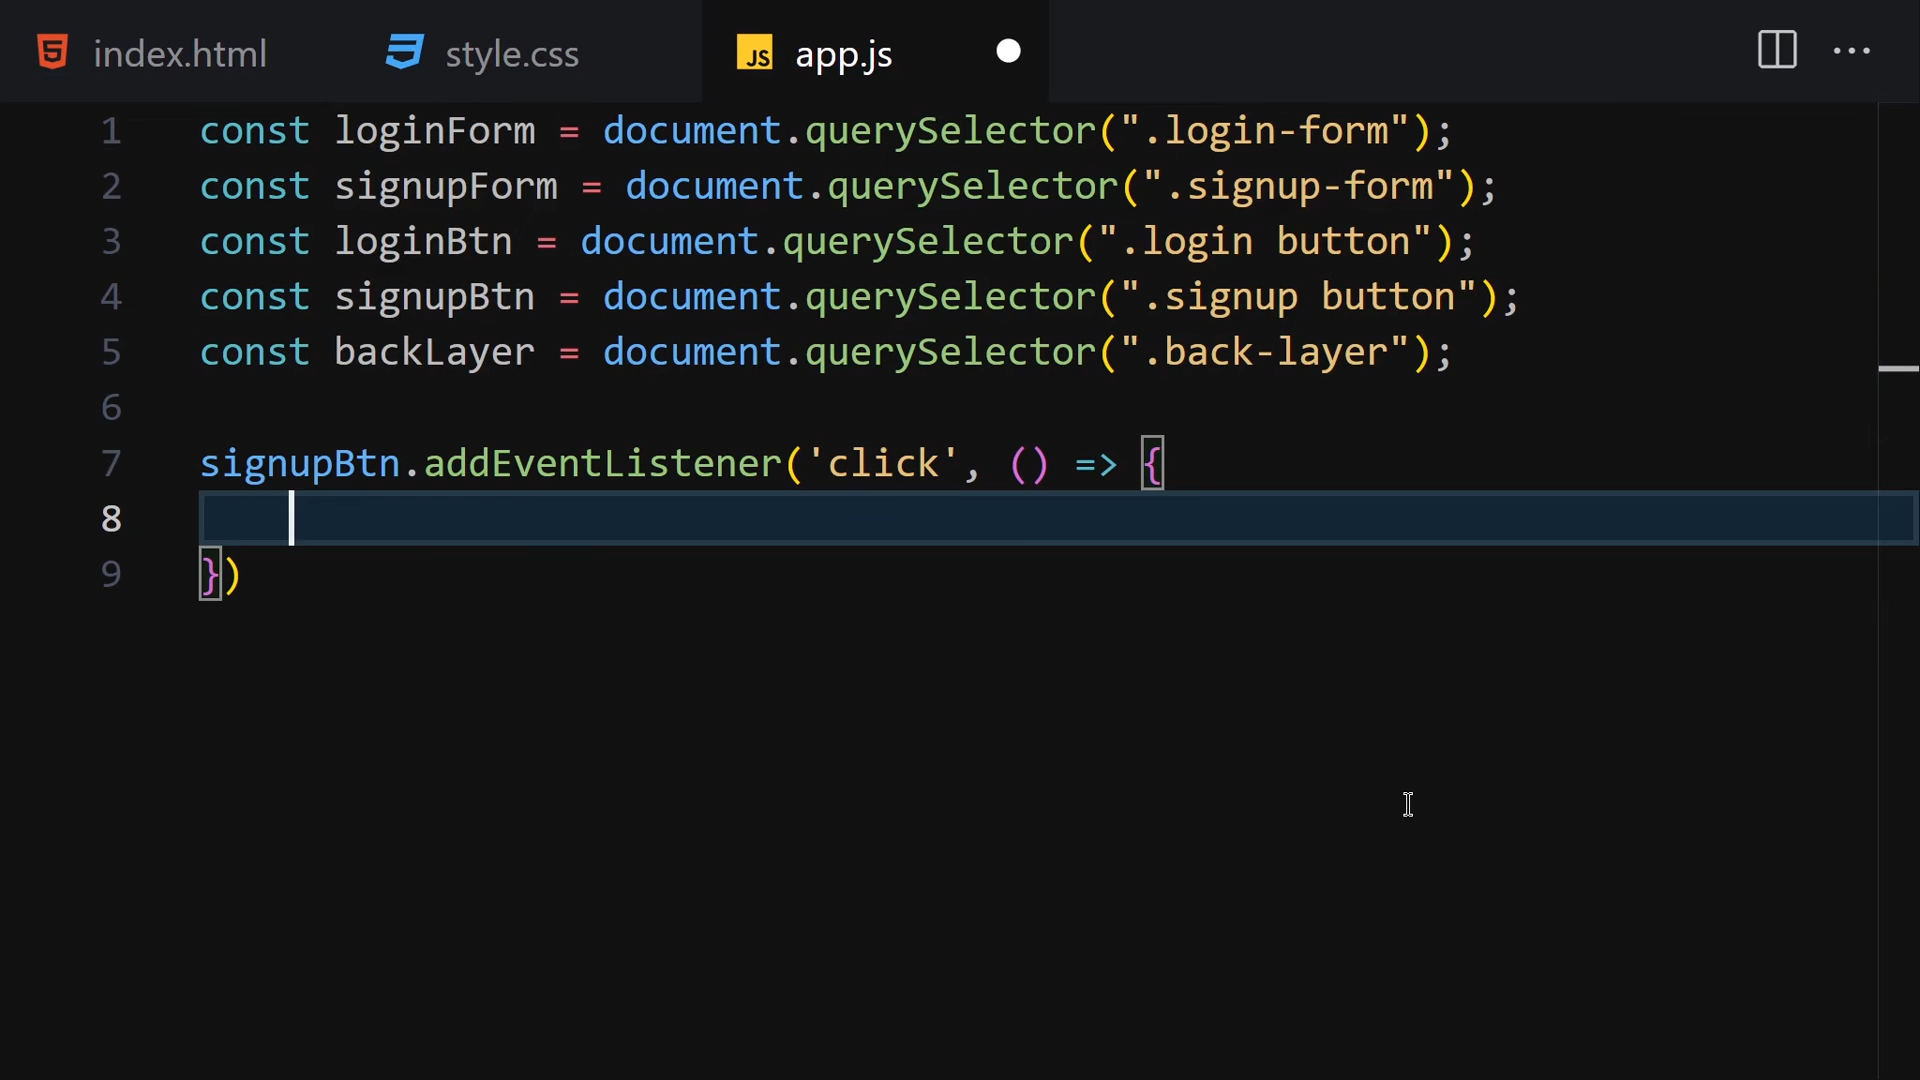 index.html style.css JS app.js
1 const loginForm = document.querySelector(".login-form");
2 const signupForm = document.querySelector(".signup-form");
3 const loginBtn = document.querySelector(".login button");
4 const signupBtn = document.querySelector(".signup button");
5 const backLayer = document.querySelector(".back-layer");
6
7 signupBtn.addEventListener('click', () => {
8
9 })